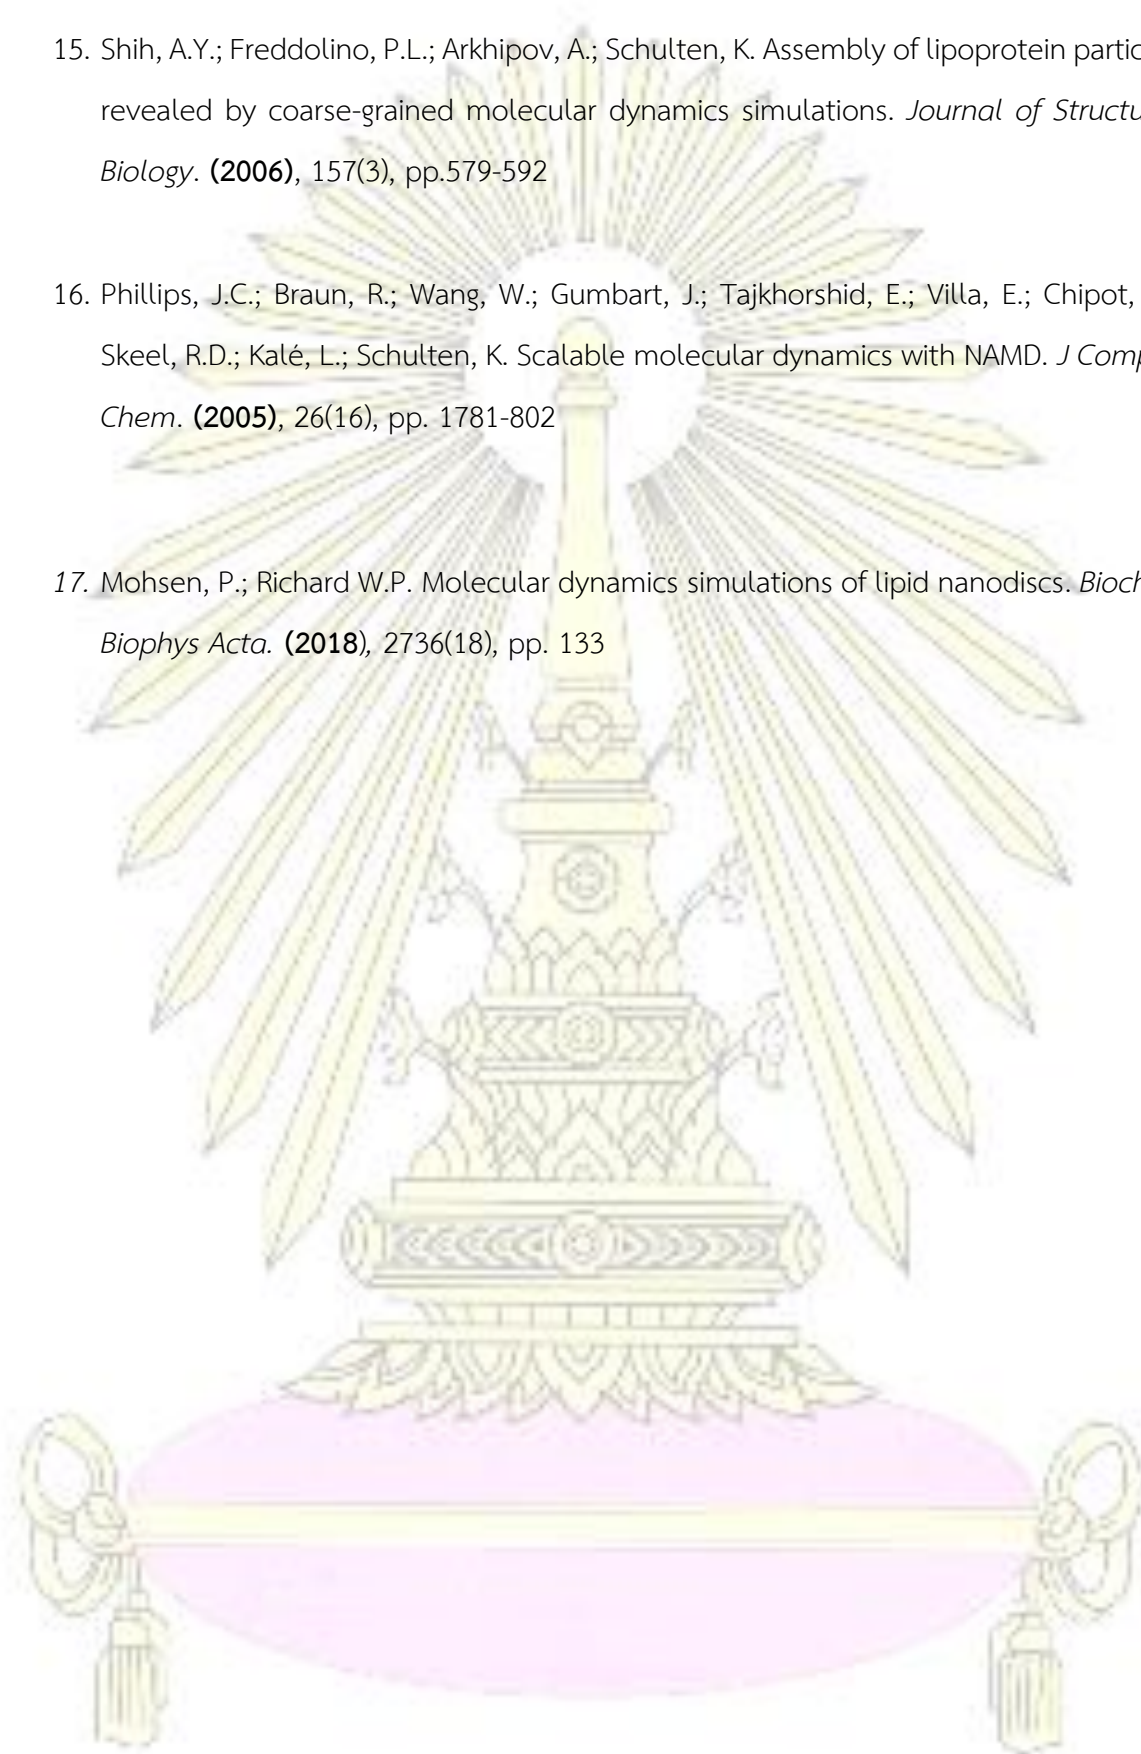 15. Shih, A.Y.; Freddolino, P.L.; Arkhipov, A.; Schulten, K. Assembly of lipoprotein partic
revealed by coarse-grained molecular dynamics simulations. Journal of Structu
Biology. (2006), 157(3), pp.579-592
16. Phillips, J.C.; Braun, R.; Wang, W.; Gumbart, J.; Tajkhorshid, E.; Villa, E.; Chipot,
Skeel, R.D.; Kalé, L.; Schulten, K. Scalable molecular dynamics with NAMD. J Comp
Chem. (2005), 26(16), pp. 1781-802
17. Mohsen, P.; Richard W.P. Molecular dynamics simulations of lipid nanodiscs. Bioch
Biophys Acta. (2018), 2736(18), pp. 133